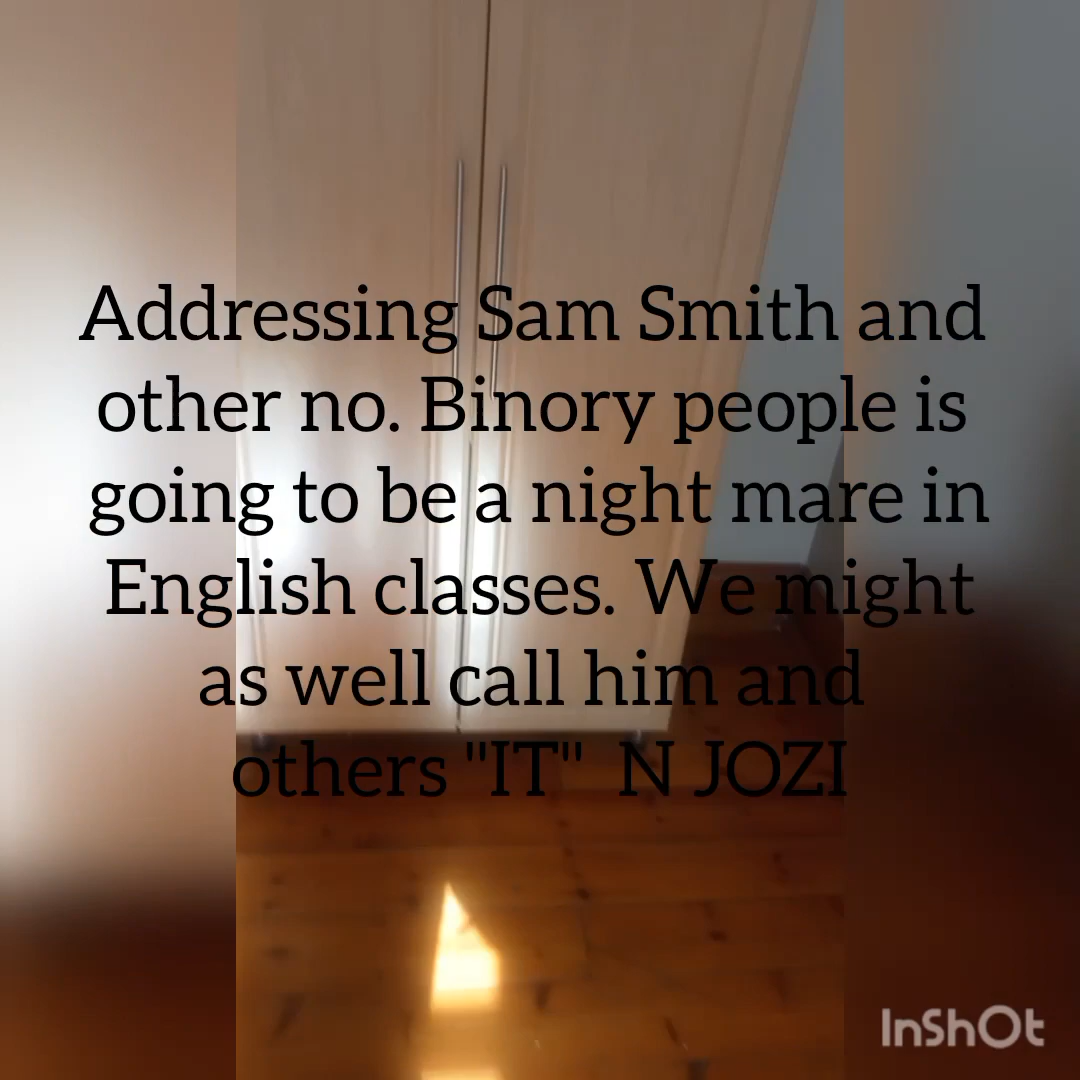 Addressing Sam Smith and
other no. Binory people is
going to be a night mare in
English classes. We might
as well call him and
others "IT"  N JOZI
InShOt